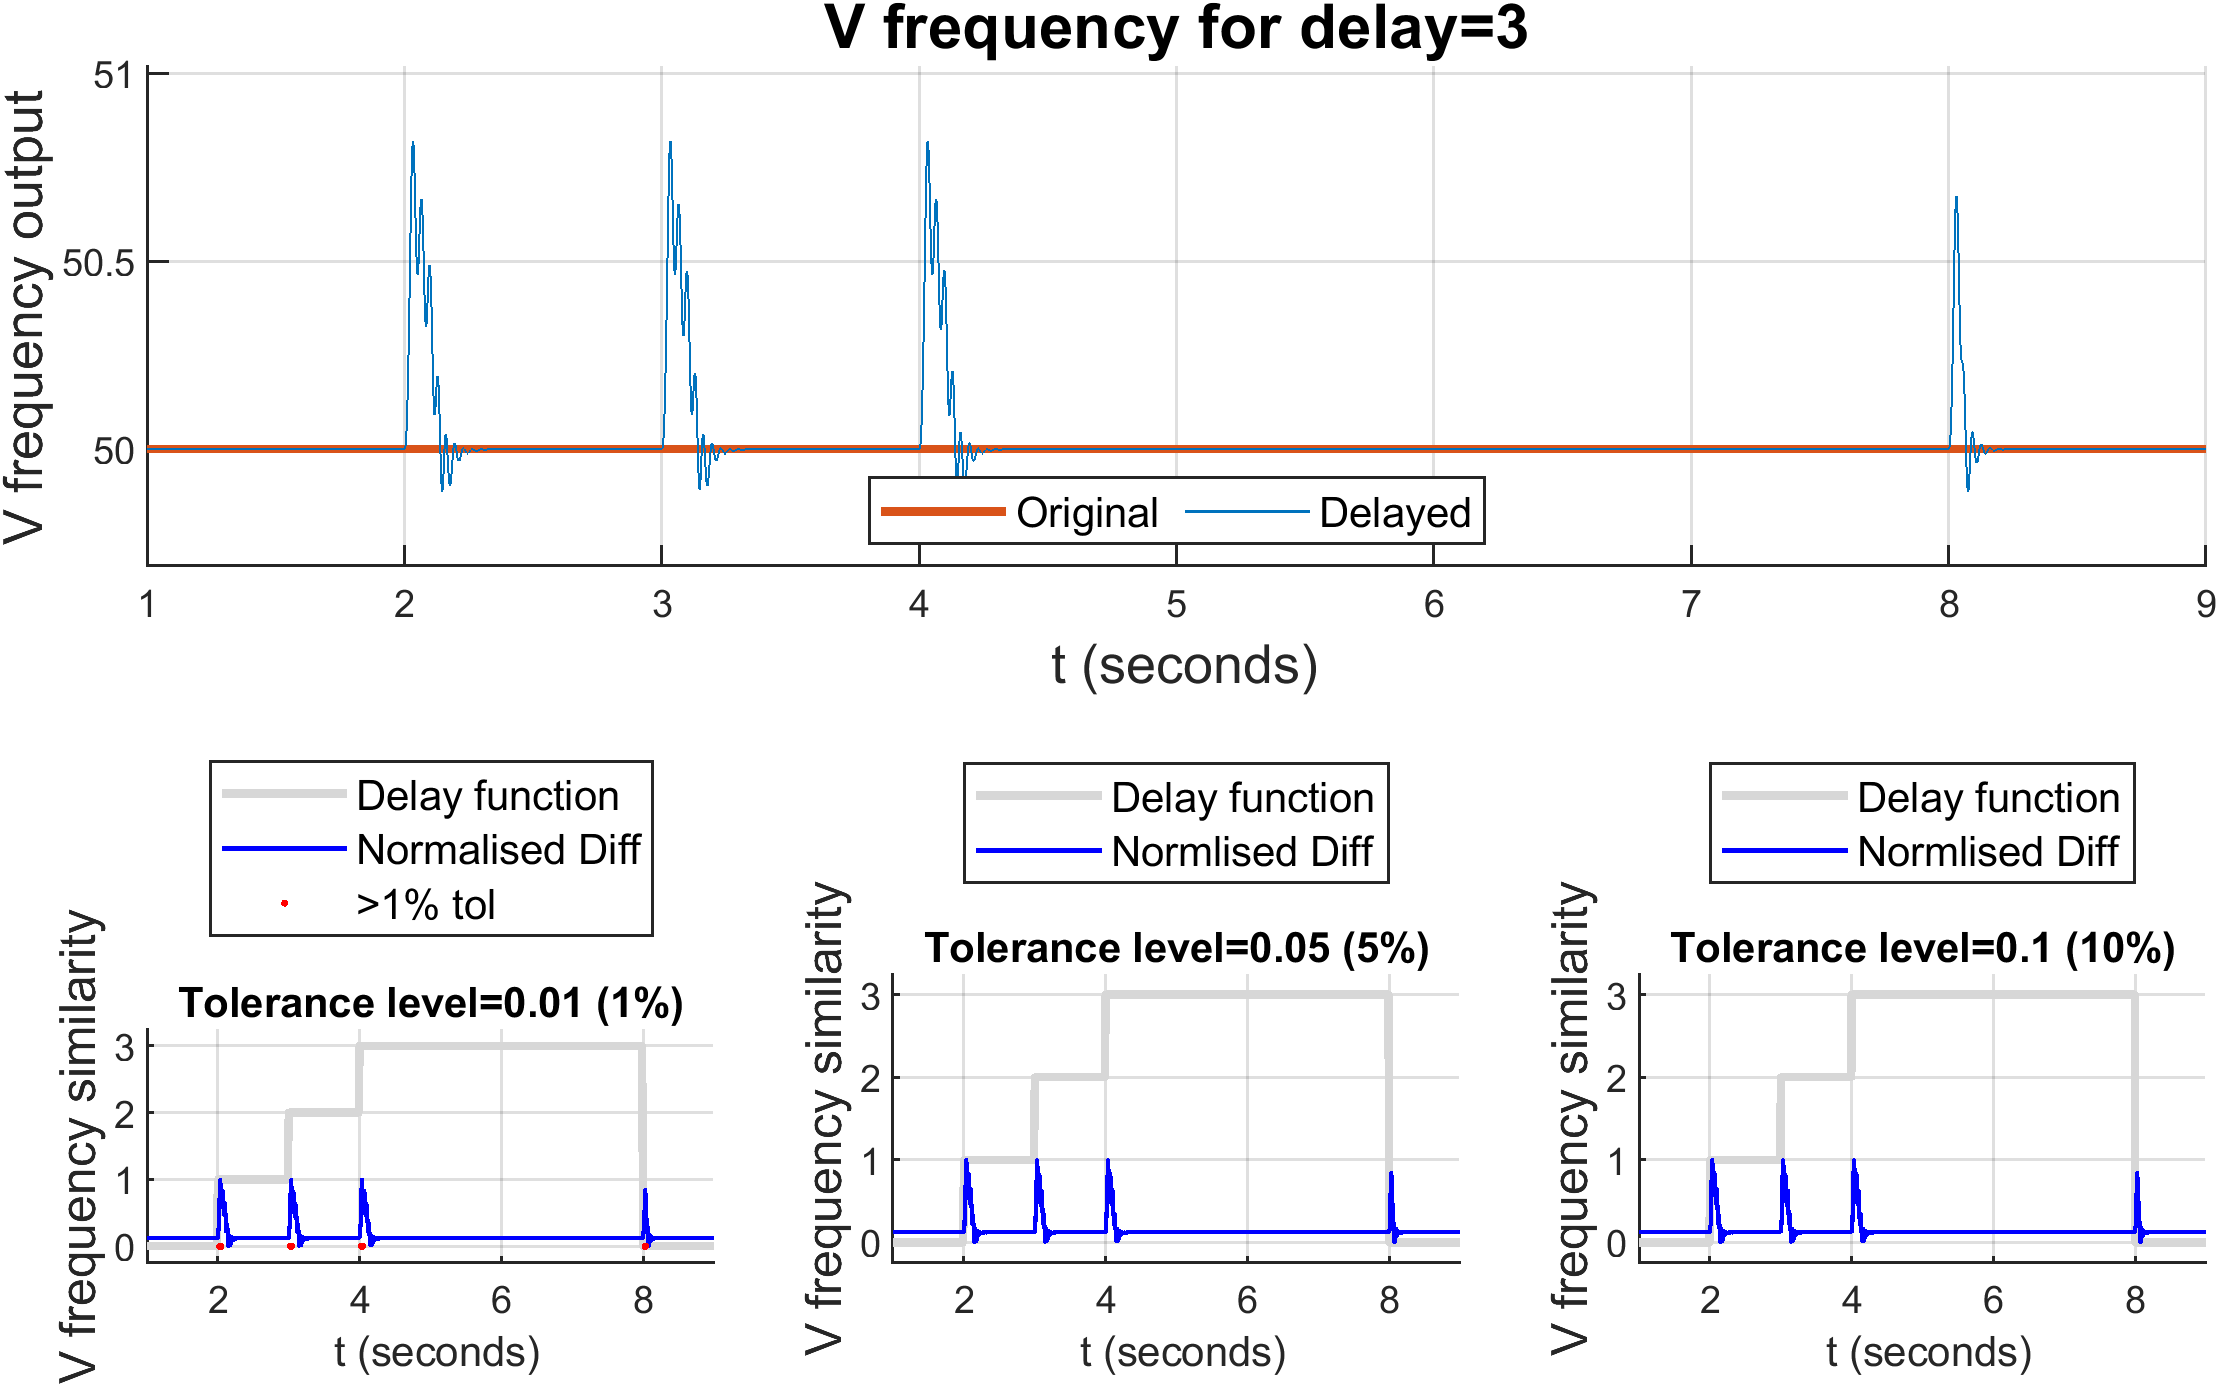 V frequency for delay=3
V frequency output
51
50.5
50
Original Delayed
1 2 3 4 5 6 7 8 9
t (seconds)
Delay function
Normalised Diff
>1% tol
Tolerance level=0.01 (1%)
V frequency similarity
3
2
1
0
2 4 6 8
t (seconds)
Delay function
Normlised Diff
Tolerance level=0.05 (5%)
V frequency similarity
3
2
1
0
2 4 6 8
t (seconds)
Delay function
Normlised Diff
Tolerance level=0.1 (10%)
V frequency similarity
3
2
1
0
2 4 6 8
t (seconds)